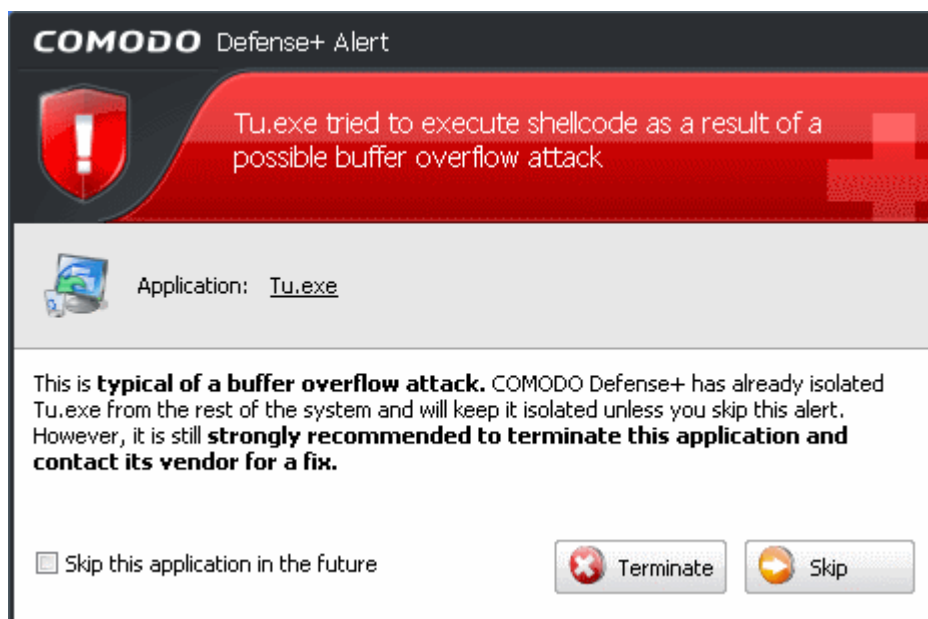 COMODO Defense+ Alert
Tu.exe tried to execute shellcode as a result of a
possible buffer overflow attack
Application: Tu.exe
This is typical of a buffer overflow attack. COMODO Defense+ has already isolated
Tu.exe from the rest of the system and will keep it isolated unless you skip this alert.
However, it is still strongly recommended to terminate this application and
contact its vendor for a fix.
Skip this application in the future
Terminate
Skip